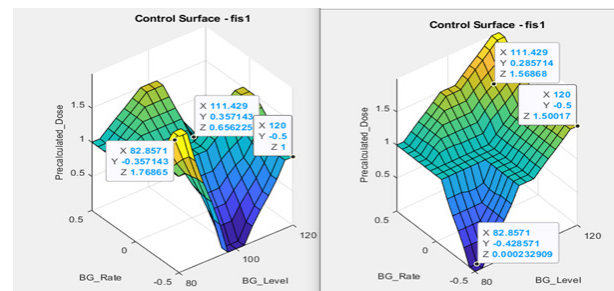 Control Surface - fis1
Precalculated_Dose
1.5
1
0.5
0.5
0
-0.5
BG_Rate
80
100
120
BG_Level
X 111.429
Y 0.357143
Z 0.656225
X 120
Y -0.5
Z 1
X 82.8571
Y -0.357143
Z 1.76865
Control Surface - fis1
Precalculated_Dose
1.5
1
0.5
0.5
0
-0.5
BG_Rate
80
100
120
BG_Level
X 111.429
Y 0.285714
Z 1.56868
X 120
Y -0.5
Z 1.50017
X 82.8571
Y -0.428571
Z 0.000232909